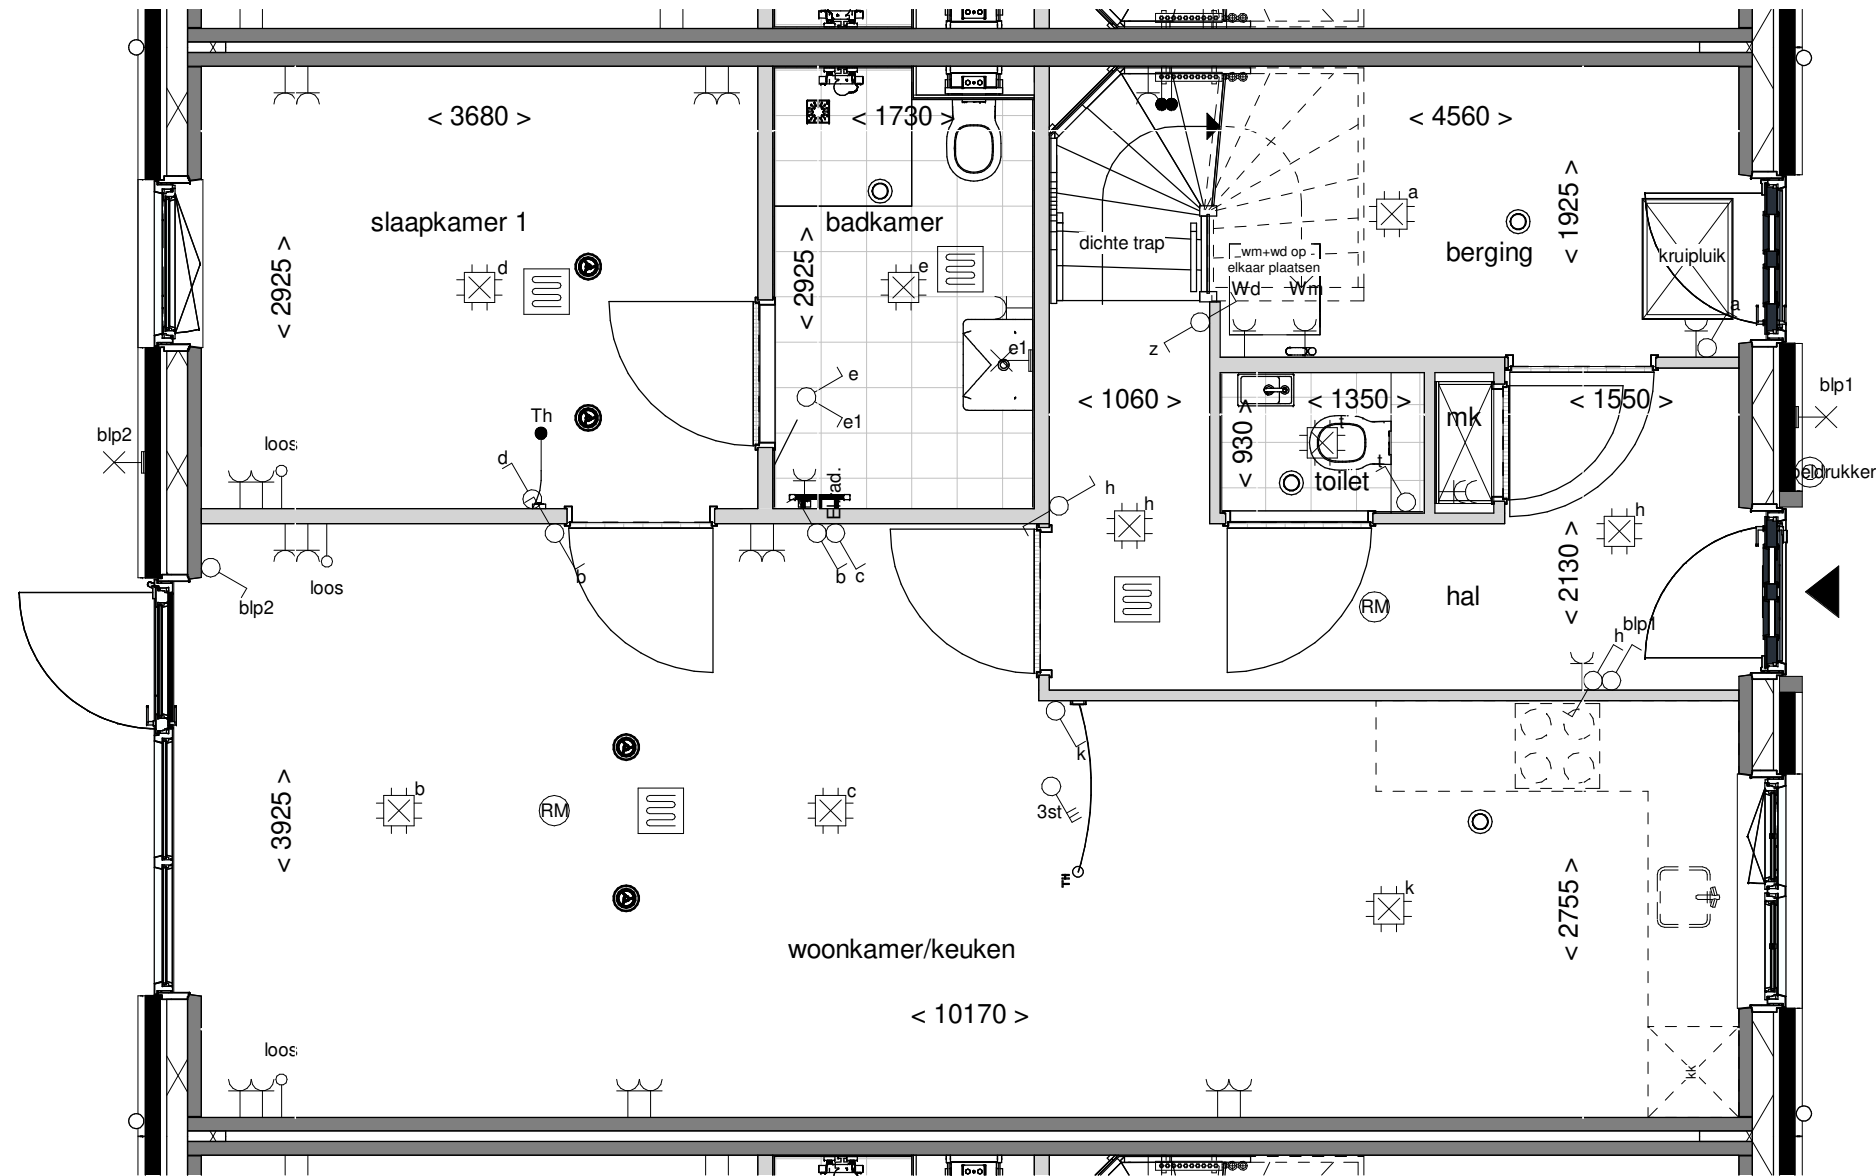 < 3680 >
< 1730 >
< 4560 >
slaapkamer 1
badkamer
dichte trap
a
berging
< 1925 >
kruipluik
wm+wd op
elkaar plaatsen
Wd
Wm
d
e
< 2925 >
< 2925 >
a
z
e1
e
e1
< 1060 >
< 1350 >
< 1550 >
blp1
mk
Th
blp2
loos
d
< 930 >
t
t
toilet
h
h
h
b
c
b
loos
blp2
RM
hal
< 2130 >
h
blp1
k
b
RM
c
3st
TH
< 3925 >
k
< 2755 >
woonkamer/keuken
< 10170 >
loos
kk